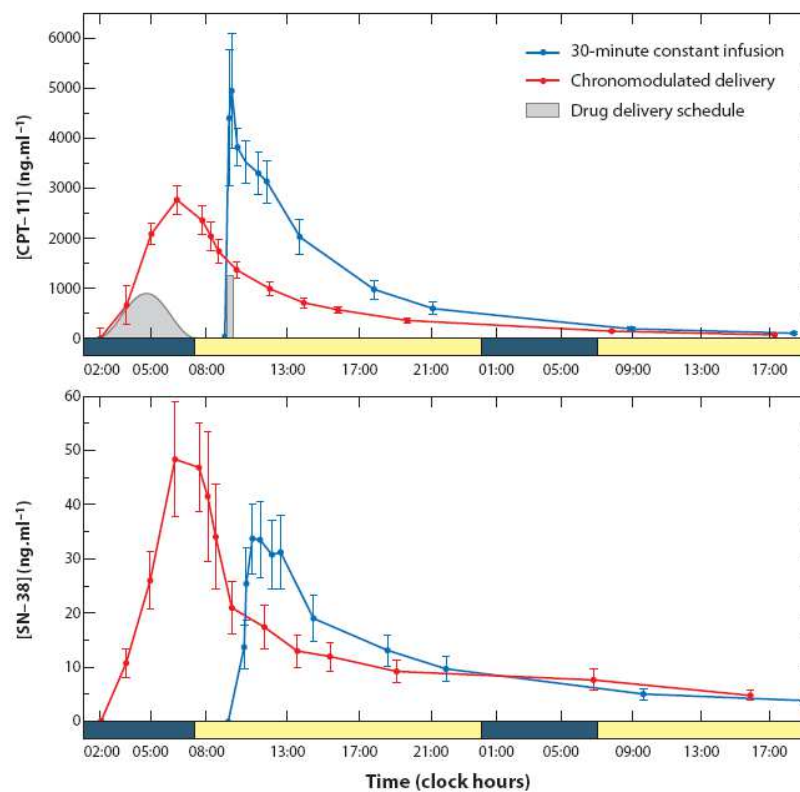 6000
5000
4000
3000
2000
1000
0
[CPT–11] (ng.ml⁻¹)
30-minute constant infusion
Chronomodulated delivery
Drug delivery schedule
02:00 05:00 08:00 13:00 17:00 21:00 01:00 05:00 09:00 13:00 17:00
60
50
40
30
20
10
0
[SN–38] (ng.ml⁻¹)
02:00 05:00 08:00 13:00 17:00 21:00 01:00 05:00 09:00 13:00 17:00
Time (clock hours)